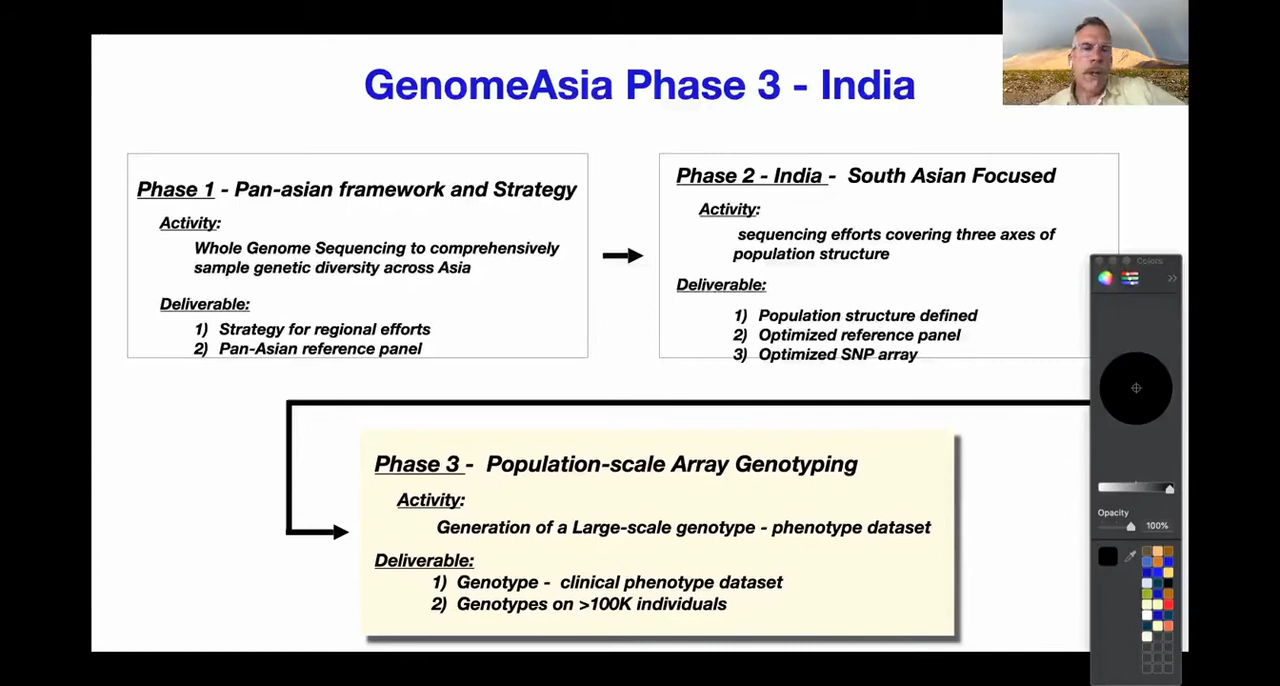 GenomeAsia Phase 3 - India
Phase 1 - Pan-asian framework and Strategy
Activity:
Whole Genome Sequencing to comprehensively
sample genetic diversity across Asia
Deliverable:
1) Strategy for regional efforts
2) Pan-Asian reference panel
Phase 2 - India - South Asian Focused
Activity:
sequencing efforts covering three axes of
population structure
Deliverable:
1) Population structure defined
2) Optimized reference panel
3) Optimized SNP array
Phase 3 - Population-scale Array Genotyping
Activity:
Generation of a Large-scale genotype - phenotype dataset
Deliverable:
1) Genotype - clinical phenotype dataset
2) Genotypes on >100K individuals
Colors
Opacity
100%